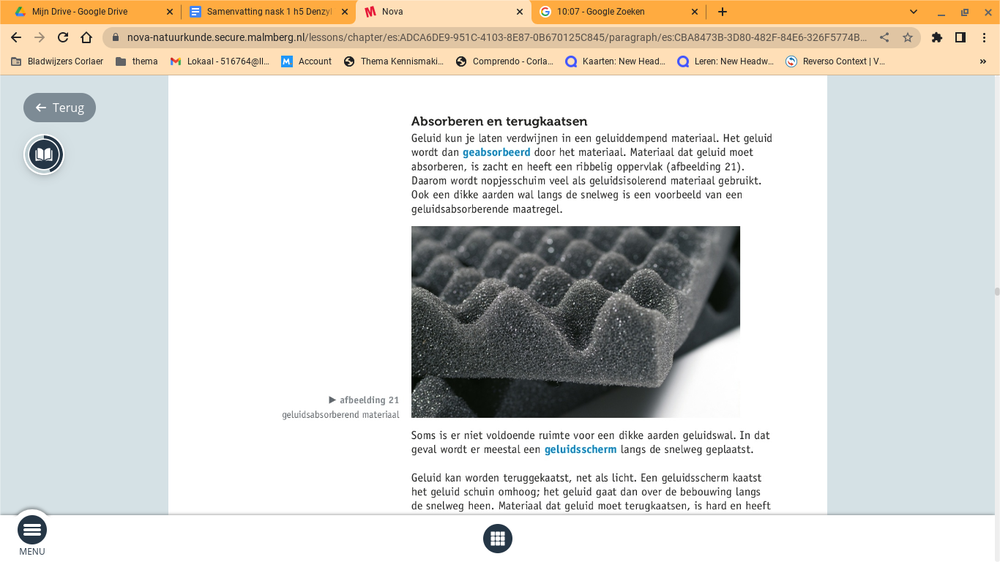 Mijn Drive - Google Drive
Samenvatting nask 1 h5 Denzyl
Nova
10:07 - Google Zoeken
nova-natuurkunde.secure.malmberg.nl/lessons/chapter/es:ADCA6DE9-951C-4103-8E87-0B670125C845/paragraph/es:CBA8473B-3D80-482F-84E6-326F5774B...
Bladwijzers Corlaer
thema
Lokaal - 516764@ll...
Account
Thema Kennismaki...
Comprendo - Corla...
Kaarten: New Head...
Leren: New Headw...
Reverso Context | V...
Terug
Absorberen en terugkaatsen
Geluid kun je laten verdwijnen in een geluiddempend materiaal. Het geluid
wordt dan geabsorbeerd door het materiaal. Materiaal dat geluid moet
absorberen, is zacht en heeft een ribbelig oppervlak (afbeelding 21).
Daarom wordt nopjesschuim veel als geluidsisolerend materiaal gebruikt.
Ook een dikke aarden wal langs de snelweg is een voorbeeld van een
geluidsabsorberende maatregel.
▶ afbeelding 21
geluidsabsorberend materiaal
Soms is er niet voldoende ruimte voor een dikke aarden geluidswal. In dat
geval wordt er meestal een geluidsscherm langs de snelweg geplaatst.
Geluid kan worden teruggekaatst, net als licht. Een geluidsscherm kaatst
het geluid schuin omhoog; het geluid gaat dan over de bebouwing langs
de snelweg heen. Materiaal dat geluid moet terugkaatsen, is hard en heeft
MENU